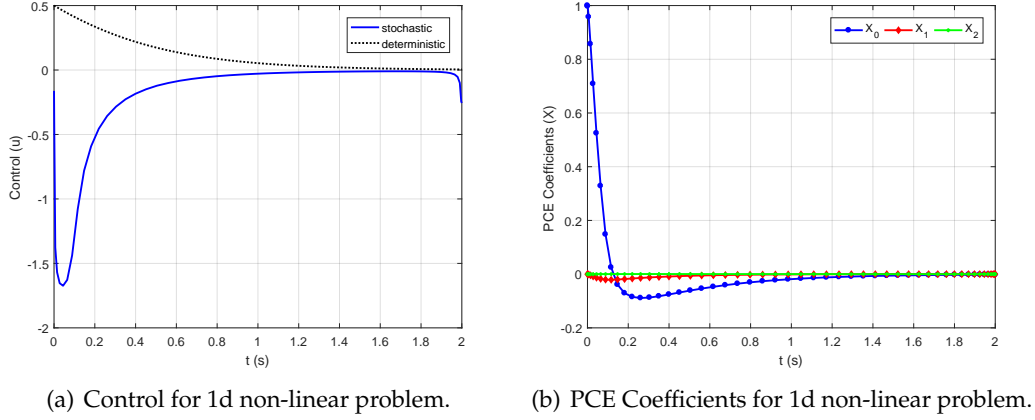 0.5
0
-0.5
-1
-1.5
-2
Control (u)
stochastic
deterministic
0 0.2 0.4 0.6 0.8 1 1.2 1.4 1.6 1.8 2
t (s)
(a) Control for 1d non-linear problem.
1
0.8
0.6
0.4
0.2
0
-0.2
PCE Coefficients (X)
X_0 X_1 X_2
0 0.2 0.4 0.6 0.8 1 1.2 1.4 1.6 1.8 2
t (s)
(b) PCE Coefficients for 1d non-linear problem.